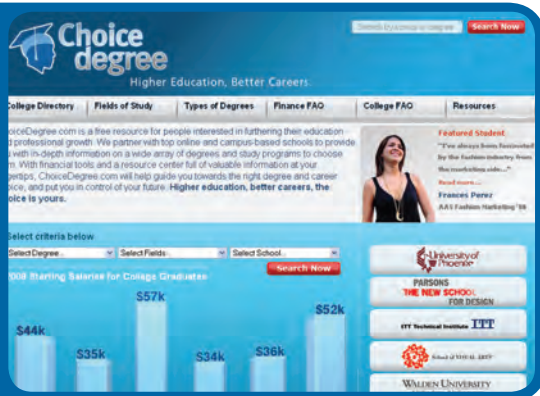 Choice
degree
Higher Education, Better Careers.
Search Now
College Directory Fields of Study Types of Degrees Finance FAQ College FAQ Resources
oiceDegree.com is a free resource for people interested in furthering their education
d professional growth. We partner with top online and campus-based schools to provide
u with in-depth information on a wide array of degrees and study programs to choose
m. With financial tools and a resource center full of valuable information at your
gertips, ChoiceDegree.com will help guide you towards the right degree and career
oice, and put you in control of your future. Higher education, better careers, the
oice is yours.
Featured Student
"I've always been fascinated
by the fashion industry from
the marketing side..."
Read more...
Frances Perez
AAS Fashion Marketing '08
Select criteria below
Select Degree... Select Fields... Select School...
Search Now
2008 Starting Salaries for College Graduates
$44k
$35k
$57k
$34k
$36k
$52k
University of
Phoenix
PARSONS
THE NEW SCHOOL
FOR DESIGN
ITT Technical Institute ITT
School of VISUAL ARTS
WALDEN UNIVERSITY